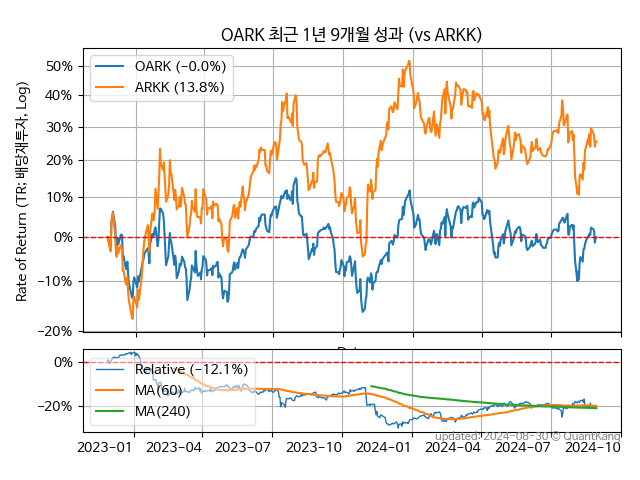 OARK 최근 1년 9개월 성과 (vs ARKK)
Rate of Return (TR: 배당재투자, Log)
50%
40%
30%
20%
10%
0%
−10%
−20%
OARK (−0.0%)
ARKK (13.8%)
0%
−20%
Relative (−12.1%)
MA(60)
MA(240)
updated: 2024-08-30 © QuantKang
2023−01
2023−04
2023−07
2023−10
2024−01
2024−04
2024−07
2024−10